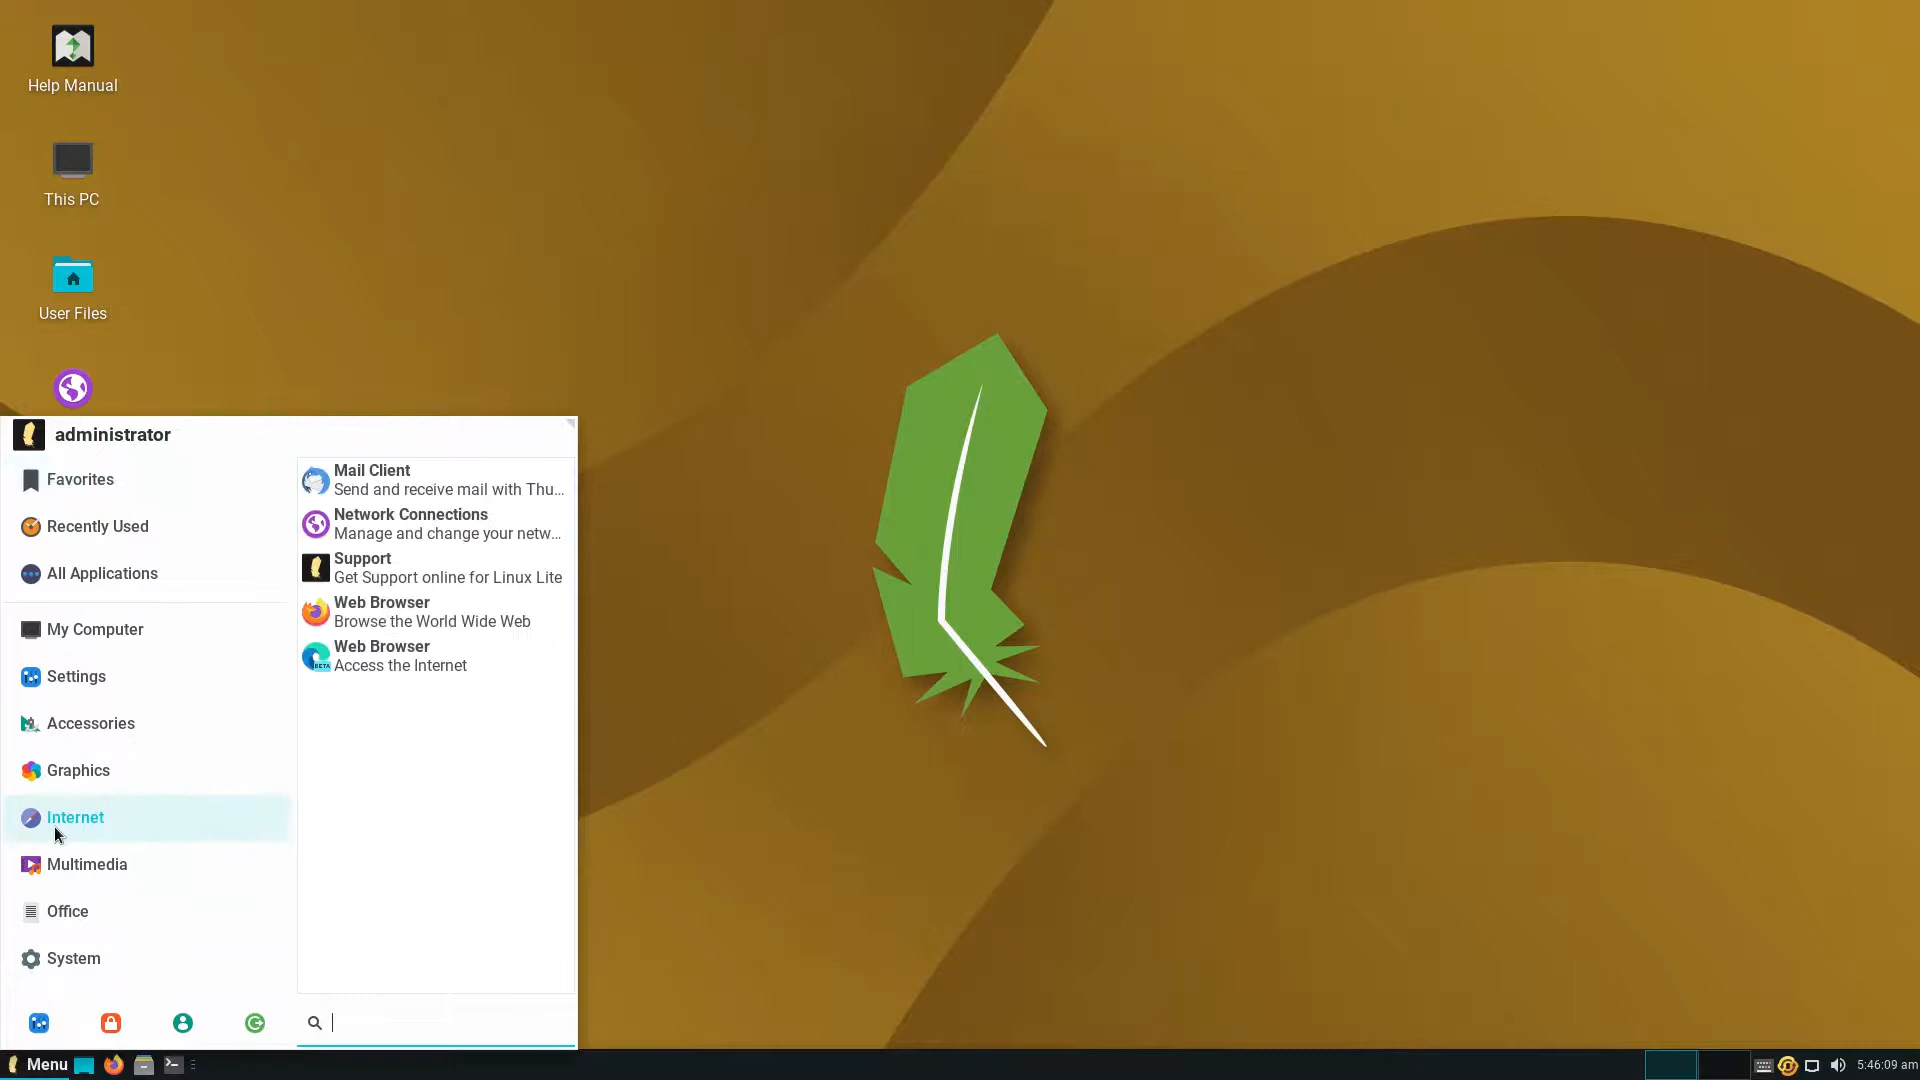 Help Manual
This PC
User Files
administrator
Favorites
Recently Used
All Applications
My Computer
Settings
Accessories
Graphics
Internet
Multimedia
Office
System
Mail Client
Send and receive mail with Thu...
Network Connections
Manage and change your netw...
Support
Get Support online for Linux Lite
Web Browser
Browse the World Wide Web
Web Browser
Access the Internet
BETA
Menu
5:46:09 am